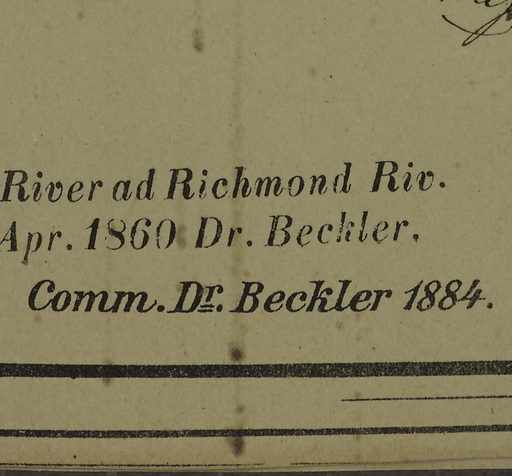 River ad Richmond Riv.
Apr. 1860 Dr. Beckler.
Comm. Dr. Beckler 1884.